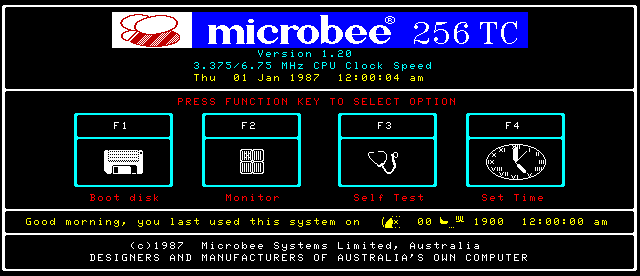 microbee® 256 TC
Version 1.20
3.375/6.75 MHz CPU Clock Speed
Thu 01 Jan 1987 12:00:04 am
PRESS FUNCTION KEY TO SELECT OPTION
F1 F2 F3 F4
Boot disk Monitor Self Test Set Time
Good morning, you last used this system on 00 1900 12:00:00 am
(c)1987 Microbee Systems Limited, Australia
DESIGNERS AND MANUFACTURERS OF AUSTRALIA'S OWN COMPUTER